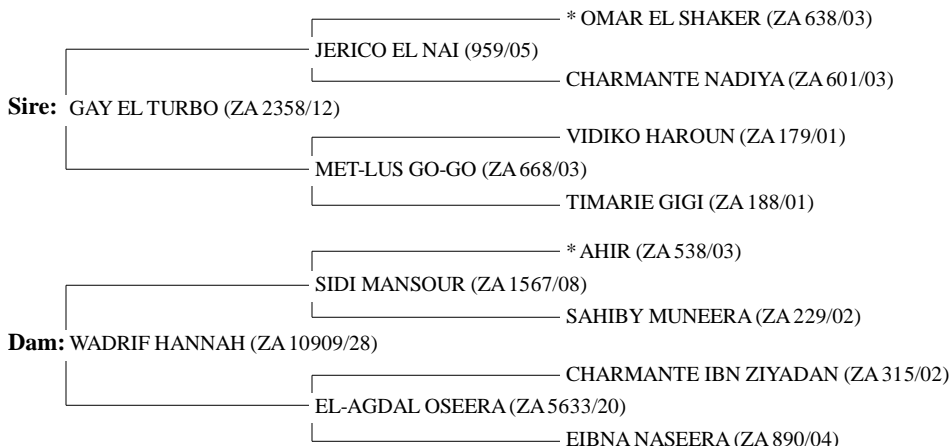 * OMAR EL SHAKER (ZA 638/03)
JERICO EL NAI (959/05)
CHARMANTE NADIYA (ZA 601/03)
Sire: GAY EL TURBO (ZA 2358/12)
VIDIKO HAROUN (ZA 179/01)
MET-LUS GO-GO (ZA 668/03)
TIMARIE GIGI (ZA 188/01)
* AHIR (ZA 538/03)
SIDI MANSOUR (ZA 1567/08)
SAHIBY MUNEERA (ZA 229/02)
Dam: WADRIF HANNAH (ZA 10909/28)
CHARMANTE IBN ZIYADAN (ZA 315/02)
EL-AGDAL OSEERA (ZA 5633/20)
EIBNA NASEERA (ZA 890/04)